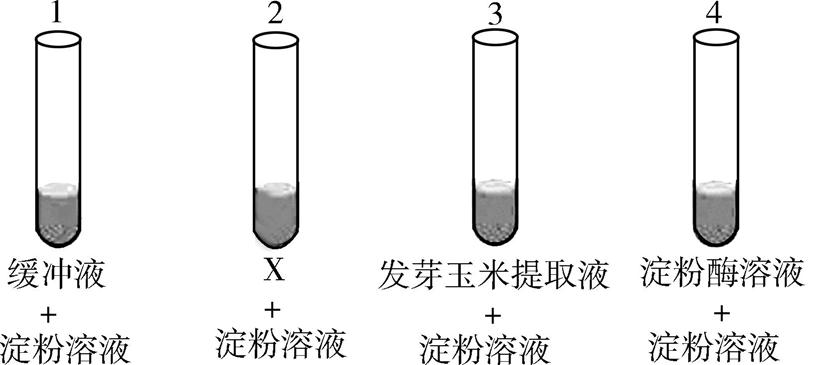 1 2 3 4
缓冲液 X 发芽玉米提取液 淀粉酶溶液
+ + + +
淀粉溶液 淀粉溶液 淀粉溶液 淀粉溶液